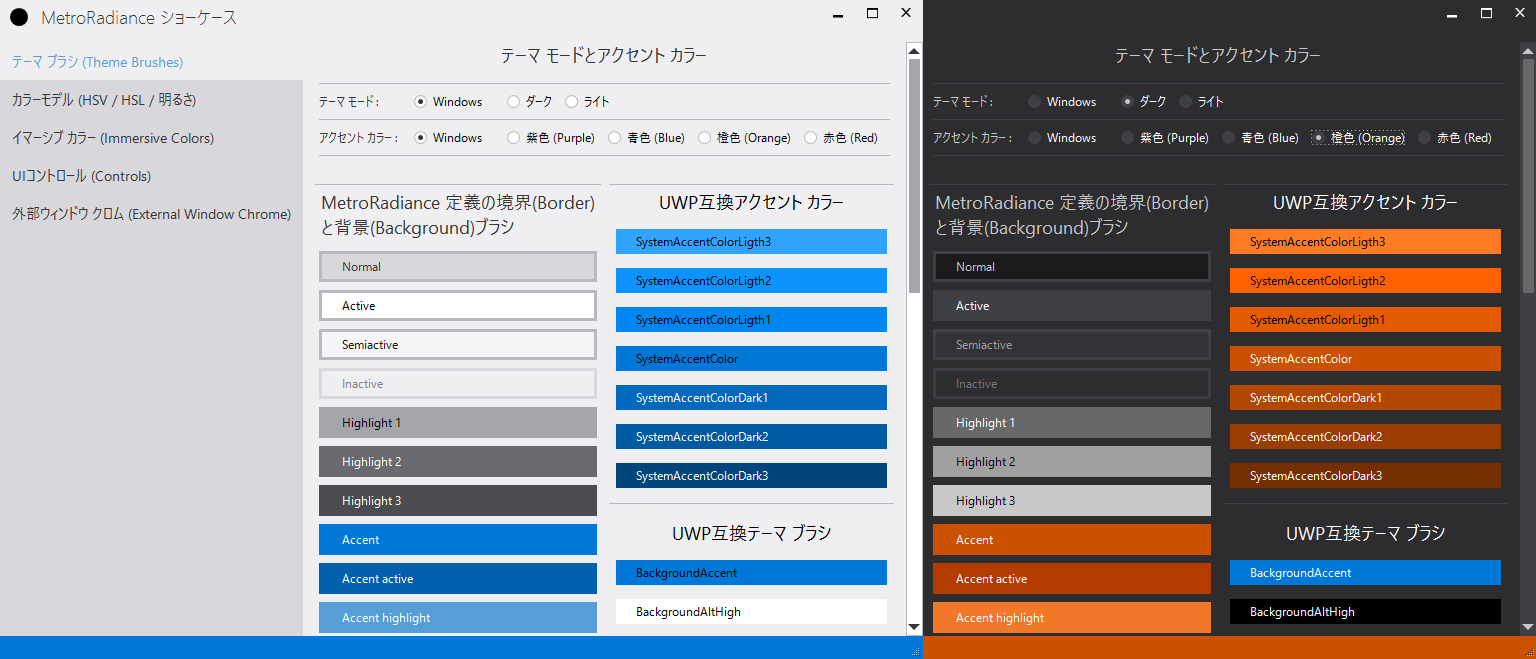 MetroRadiance ショーケース
テーマ ブラシ (Theme Brushes)
カラーモデル (HSV / HSL / 明るさ)
イマーシブ カラー (Immersive Colors)
UIコントロール (Controls)
外部ウィンドウ クロム (External Window Chrome)
テーマ モードとアクセント カラー
テーマ モード: Windows ダーク ライト
アクセント カラー: Windows 紫色 (Purple) 青色 (Blue) 橙色 (Orange) 赤色 (Red)
MetroRadiance 定義の境界(Border)
と背景(Background)ブラシ
Normal
Active
Semiactive
Inactive
Highlight 1
Highlight 2
Highlight 3
Accent
Accent active
Accent highlight
UWP互換アクセント カラー
SystemAccentColorLigth3
SystemAccentColorLigth2
SystemAccentColorLigth1
SystemAccentColor
SystemAccentColorDark1
SystemAccentColorDark2
SystemAccentColorDark3
UWP互換テーマ ブラシ
BackgroundAccent
BackgroundAltHigh
テーマ モードとアクセント カラー
テーマ モード: Windows ダーク ライト
アクセント カラー: Windows 紫色 (Purple) 青色 (Blue) 橙色 (Orange) 赤色 (Red)
MetroRadiance 定義の境界(Border)
と背景(Background)ブラシ
Normal
Active
Semiactive
Inactive
Highlight 1
Highlight 2
Highlight 3
Accent
Accent active
Accent highlight
UWP互換アクセント カラー
SystemAccentColorLigth3
SystemAccentColorLigth2
SystemAccentColorLigth1
SystemAccentColor
SystemAccentColorDark1
SystemAccentColorDark2
SystemAccentColorDark3
UWP互換テーマ ブラシ
BackgroundAccent
BackgroundAltHigh